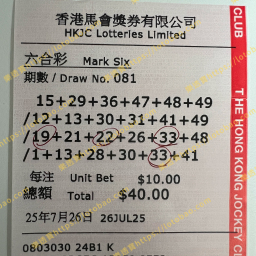 香港馬會獎券有限公司
HKJC Lotteries Limited
六合彩 Mark Six
期數 / Draw No. 081
15+29+36+47+48+49
/12+13+30+31+41+49
/19+21+22+26+33+48
/1+13+28+30+33+41
每注 Unit Bet $10.00
總額 Total $40.00
25年7月26日 26JUL25
0803030 24B1 K
CLUB
THE HONG KONG JOCKEY C